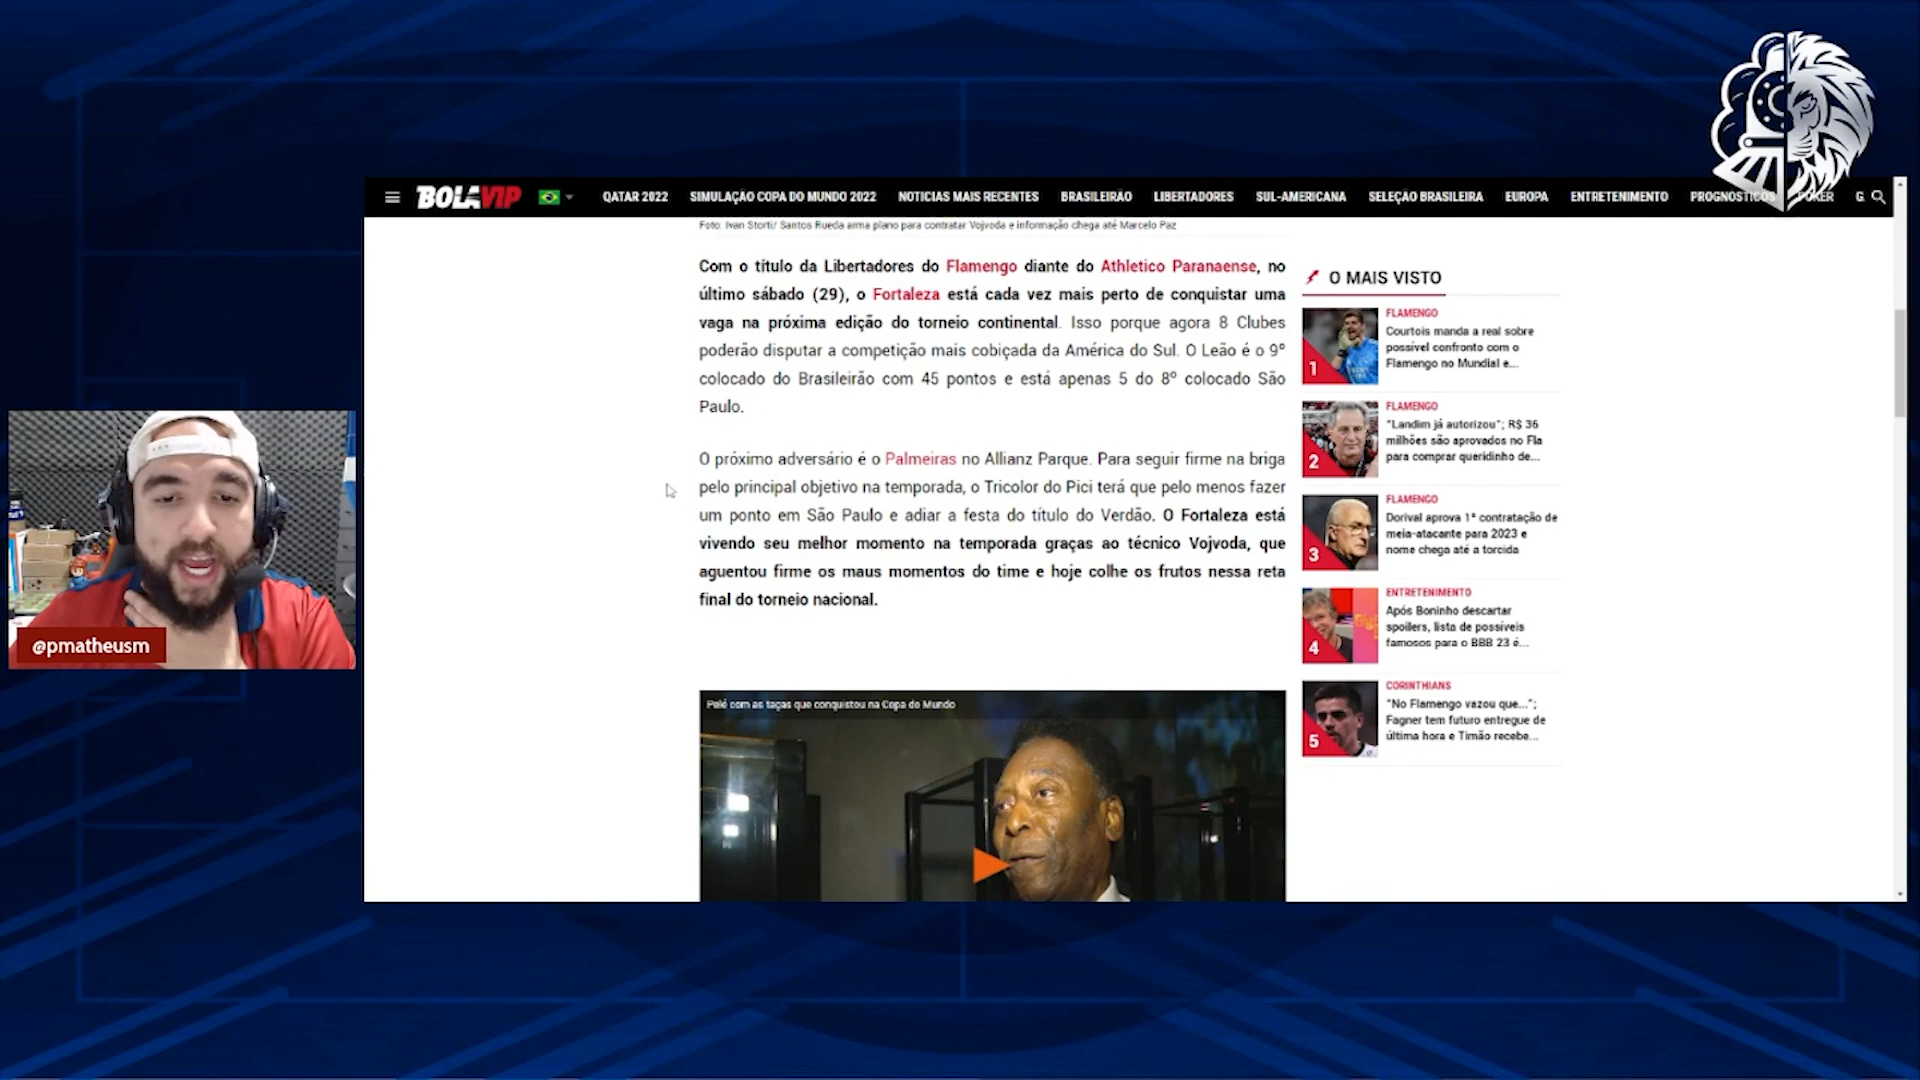 BOLAVIP
QATAR 2022
SIMULAÇÃO COPA DO MUNDO 2022
NOTICIAS MAIS RECENTES
BRASILEIRÃO
LIBERTADORES
SUL-AMERICANA
SELEÇÃO BRASILEIRA
EUROPA
ENTRETENIMENTO
PROGNÓSTICOS
POKER
G
Foto: Ivan Storti/ Santos Rueda arma plano para contratar Vojvoda e informação chega até Marcelo Paz
Com o título da Libertadores do Flamengo diante do Athletico Paranaense, no
último sábado (29), o Fortaleza está cada vez mais perto de conquistar uma
vaga na próxima edição do torneio continental. Isso porque agora 8 Clubes
poderão disputar a competição mais cobiçada da América do Sul. O Leão é o 9º
colocado do Brasileirão com 45 pontos e está apenas 5 do 8º colocado São
Paulo.
O próximo adversário é o Palmeiras no Allianz Parque. Para seguir firme na briga
pelo principal objetivo na temporada, o Tricolor do Pici terá que pelo menos fazer
um ponto em São Paulo e adiar a festa do título do Verdão. O Fortaleza está
vivendo seu melhor momento na temporada graças ao técnico Vojvoda, que
aguentou firme os maus momentos do time e hoje colhe os frutos nessa reta
final do torneio nacional.
Pelé com as taças que conquistou na Copa do Mundo
O MAIS VISTO
1
FLAMENGO
Courtois manda a real sobre
possível confronto com o
Flamengo no Mundial e...
2
FLAMENGO
"Landim já autorizou"; R$ 36
milhões são aprovados no Fla
para comprar queridinho de...
3
FLAMENGO
Dorival aprova 1ª contratação de
meia-atacante para 2023 e
nome chega até a torcida
4
ENTRETENIMENTO
Após Boninho descartar
spoilers, lista de possíveis
famosos para o BBB 23 é...
5
CORINTHIANS
"No Flamengo vazou que...";
Fagner tem futuro entregue de
última hora e Timão recebe...
@pmatheusm